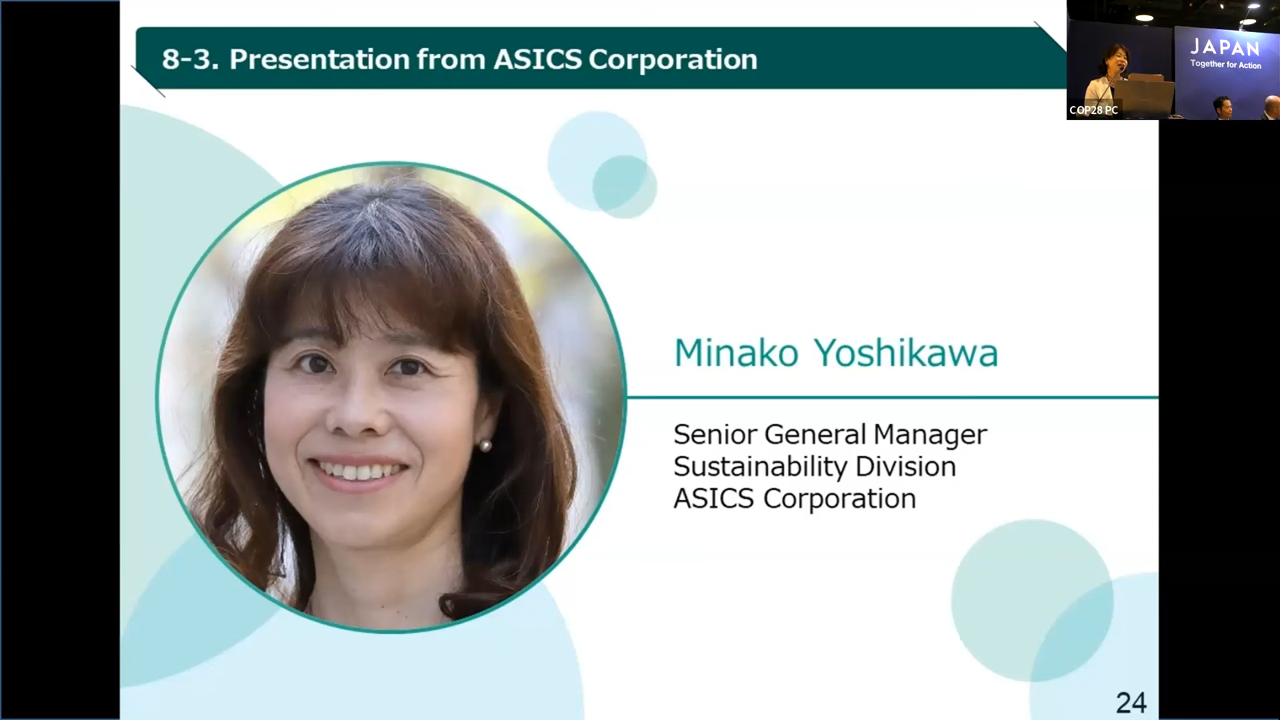 8-3. Presentation from ASICS Corporation
JAPAN
Together for Action
COP28 PC
Minako Yoshikawa
Senior General Manager
Sustainability Division
ASICS Corporation
24